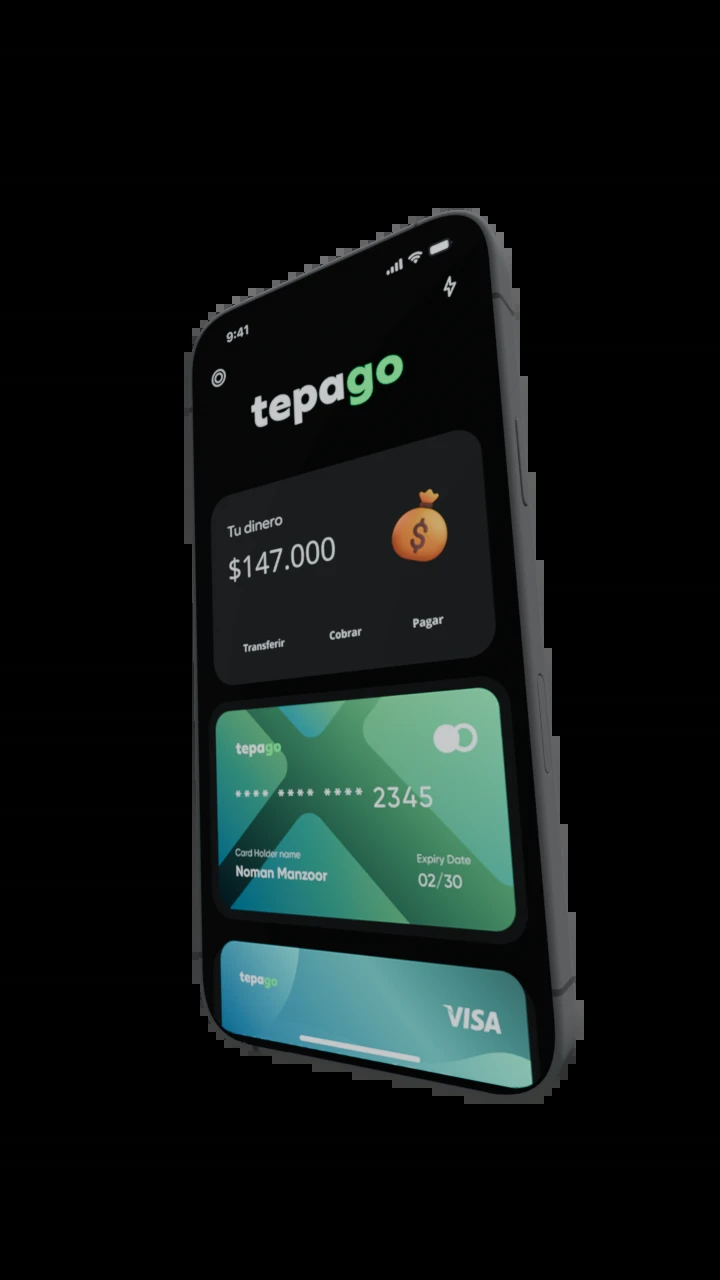 9:41
tepago
Tu dinero
$147.000
Transferir Cobrar Pagar
tepago
**** **** **** 2345
Card Holder name
Noman Manzoor
Expiry Date
02/30
tepago
VISA